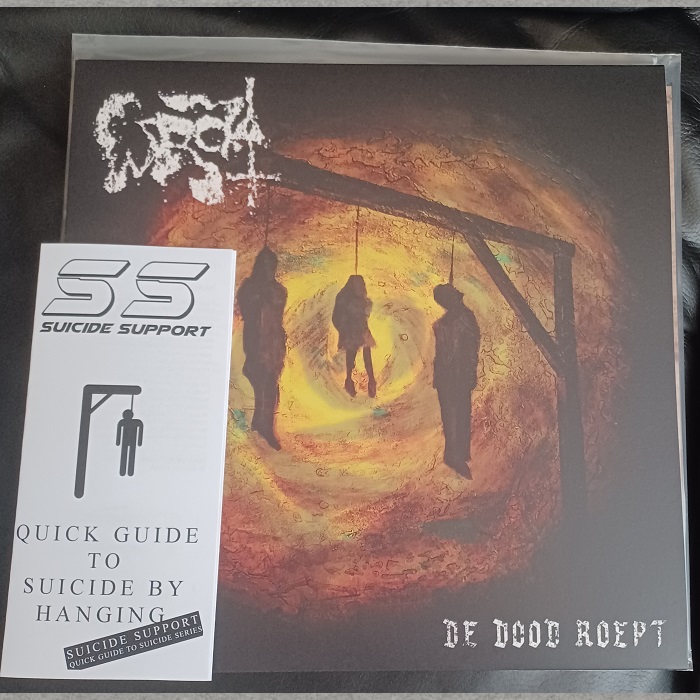 SS
SUICIDE SUPPORT
QUICK GUIDE
TO
SUICIDE BY
HANGING
SUICIDE SUPPORT
QUICK GUIDE TO SUICIDE SERIES
DE DOOD ROEPT